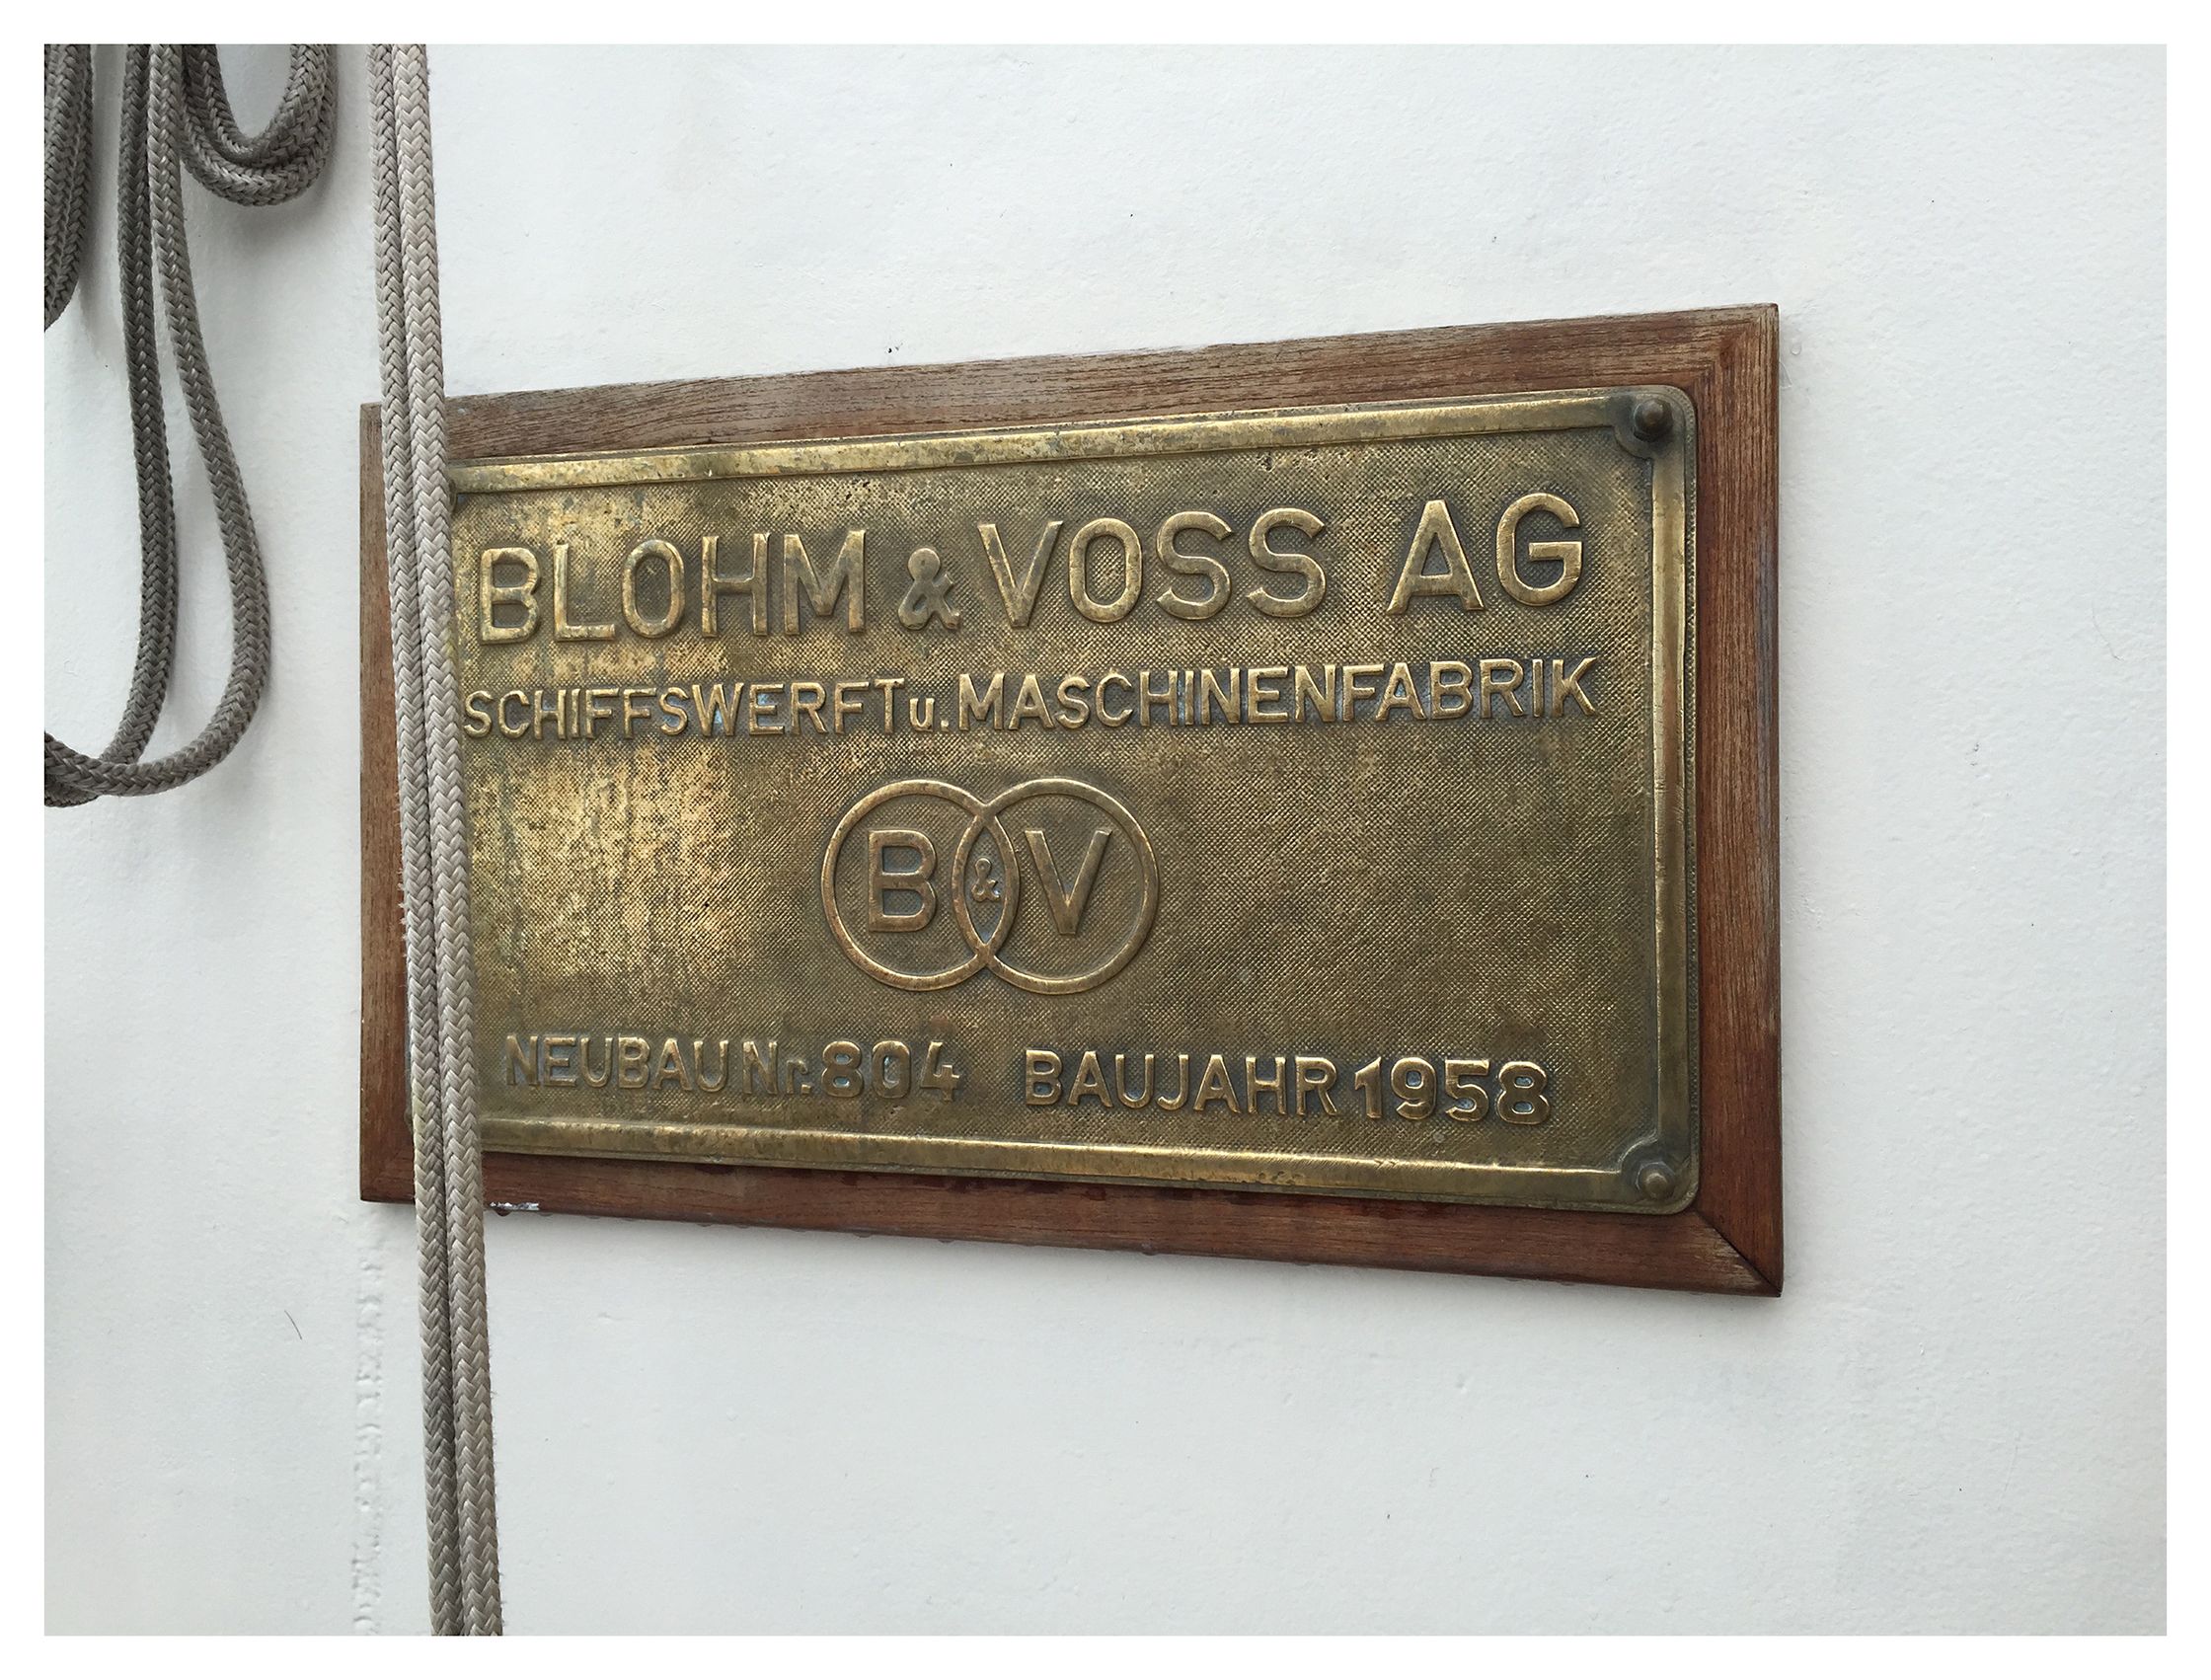 BLOHM & VOSS AG
SCHIFFSWERFT u. MASCHINENFABRIK
B & V
NEUBAU Nr. 804 BAUJAHR 1958